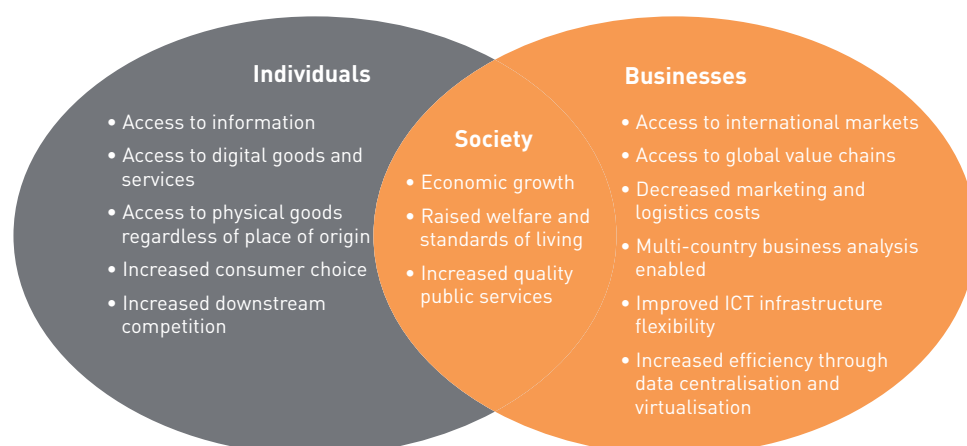 Individuals
• Access to information
• Access to digital goods and
services
• Access to physical goods
regardless of place of origin
• Increased consumer choice
• Increased downstream
competition
Society
• Economic growth
• Raised welfare and
standards of living
• Increased quality
public services
Businesses
• Access to international markets
• Access to global value chains
• Decreased marketing and
logistics costs
• Multi-country business analysis
enabled
• Improved ICT infrastructure
flexibility
• Increased efficiency through
data centralisation and
virtualisation